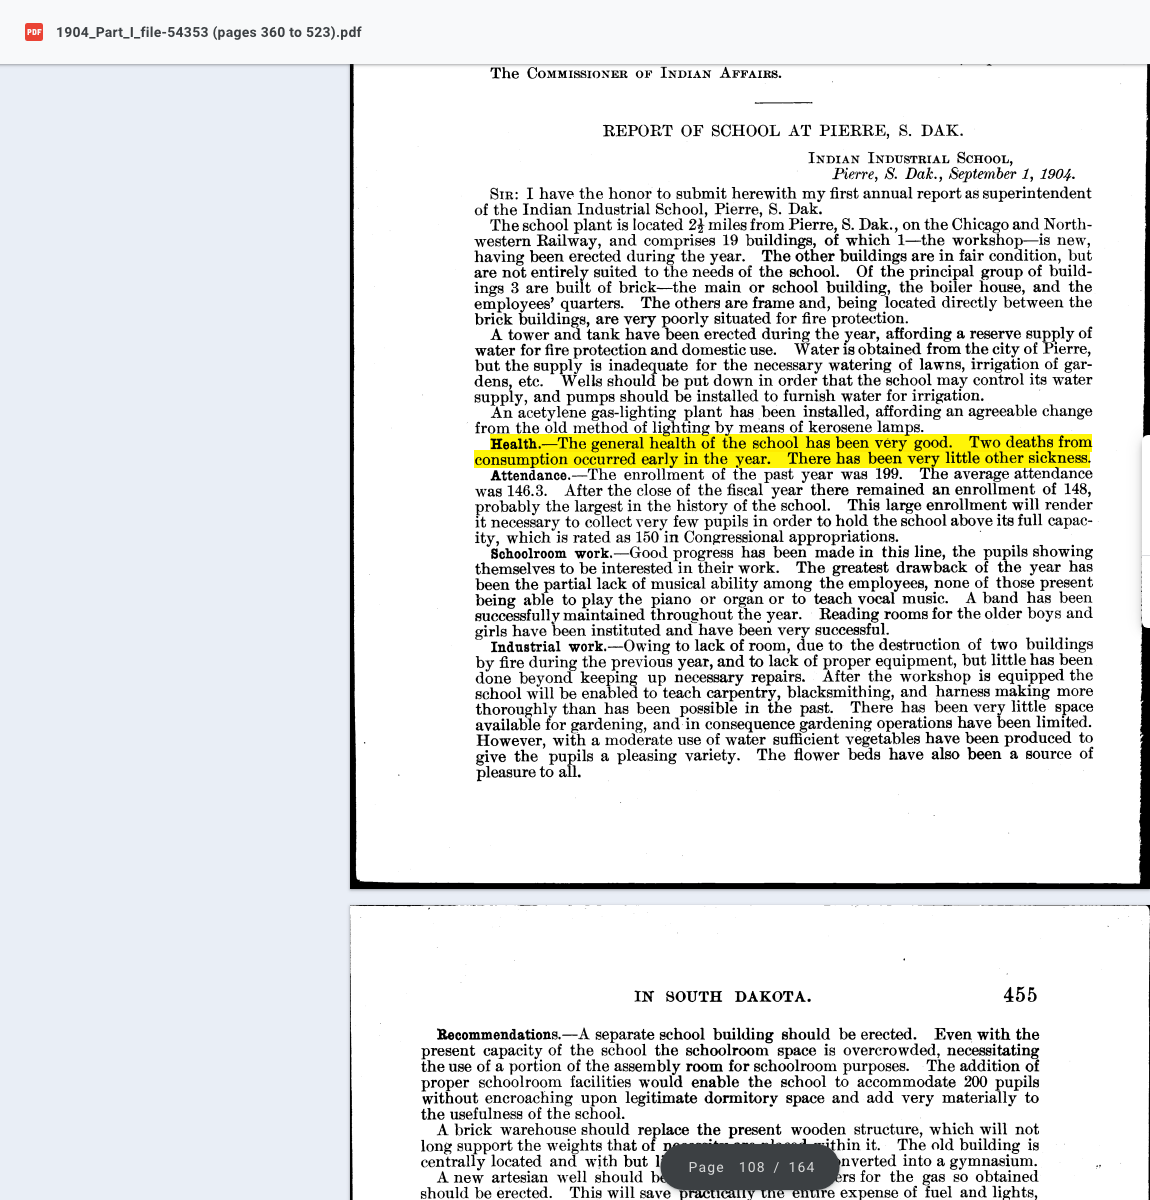 1904_Part_I_file-54353 (pages 360 to 523).pdf
The COMMISSIONER OF INDIAN AFFAIRS.
REPORT OF SCHOOL AT PIERRE, S. DAK.
INDIAN INDUSTRIAL SCHOOL,
Pierre, S. Dak., September 1, 1904.
SIR: I have the honor to submit herewith my first annual report as superintendent
of the Indian Industrial School, Pierre, S. Dak.
The school plant is located 2½ miles from Pierre, S. Dak., on the Chicago and North-
western Railway, and comprises 19 buildings, of which 1—the workshop—is new,
having been erected during the year. The other buildings are in fair condition, but
are not entirely suited to the needs of the school. Of the principal group of build-
ings 3 are built of brick—the main or school building, the boiler house, and the
employees’ quarters. The others are frame and, being located directly between the
brick buildings, are very poorly situated for fire protection.
A tower and tank have been erected during the year, affording a reserve supply of
water for fire protection and domestic use. Water is obtained from the city of Pierre,
but the supply is inadequate for the necessary watering of lawns, irrigation of gar-
dens, etc. Wells should be put down in order that the school may control its water
supply, and pumps should be installed to furnish water for irrigation.
An acetylene gas-lighting plant has been installed, affording an agreeable change
from the old method of lighting by means of kerosene lamps.
Health.—The general health of the school has been very good. Two deaths from
consumption occurred early in the year. There has been very little other sickness.
Attendance.—The enrollment of the past year was 199. The average attendance
was 146.3. After the close of the fiscal year there remained an enrollment of 148,
probably the largest in the history of the school. This large enrollment will render
it necessary to collect very few pupils in order to hold the school above its full capac-
ity, which is rated as 150 in Congressional appropriations.
Schoolroom work.—Good progress has been made in this line, the pupils showing
themselves to be interested in their work. The greatest drawback of the year has
been the partial lack of musical ability among the employees, none of those present
being able to play the piano or organ or to teach vocal music. A band has been
successfully maintained throughout the year. Reading rooms for the older boys and
girls have been instituted and have been very successful.
Industrial work.—Owing to lack of room, due to the destruction of two buildings
by fire during the previous year, and to lack of proper equipment, but little has been
done beyond keeping up necessary repairs. After the workshop is equipped the
school will be enabled to teach carpentry, blacksmithing, and harness making more
thoroughly than has been possible in the past. There has been very little space
available for gardening, and in consequence gardening operations have been limited.
However, with a moderate use of water sufficient vegetables have been produced to
give the pupils a pleasing variety. The flower beds have also been a source of
pleasure to all.
IN SOUTH DAKOTA. 455
Recommendations.—A separate school building should be erected. Even with the
present capacity of the school the schoolroom space is overcrowded, necessitating
the use of a portion of the assembly room for schoolroom purposes. The addition of
proper schoolroom facilities would enable the school to accommodate 200 pupils
without encroaching upon legitimate dormitory space and add very materially to
the usefulness of the school.
A brick warehouse should replace the present wooden structure, which will not
long support the weights that of within it. The old building is
centrally located and with but converted into a gymnasium.
A new artesian well should for the gas so obtained
should be erected. This will save practically the entire expense of fuel and lights,
Page 108 / 164